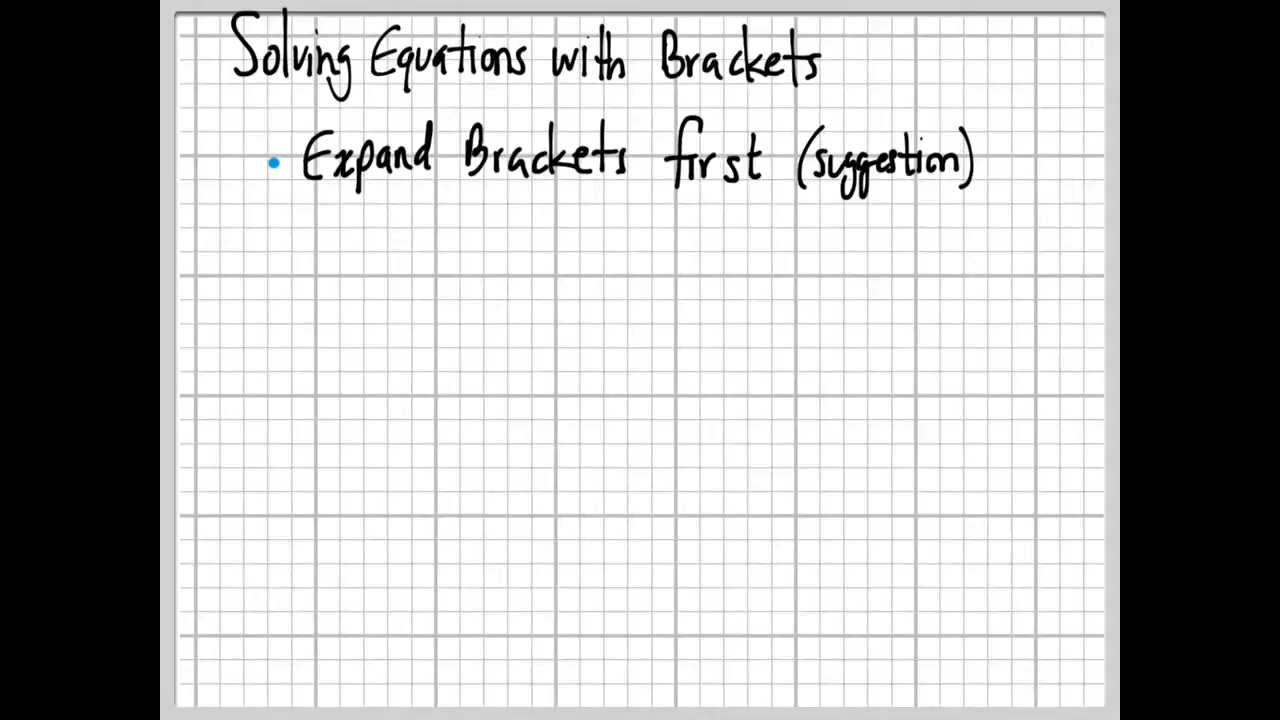 Solving Equations with Brackets
• Expand Brackets first (suggestion)